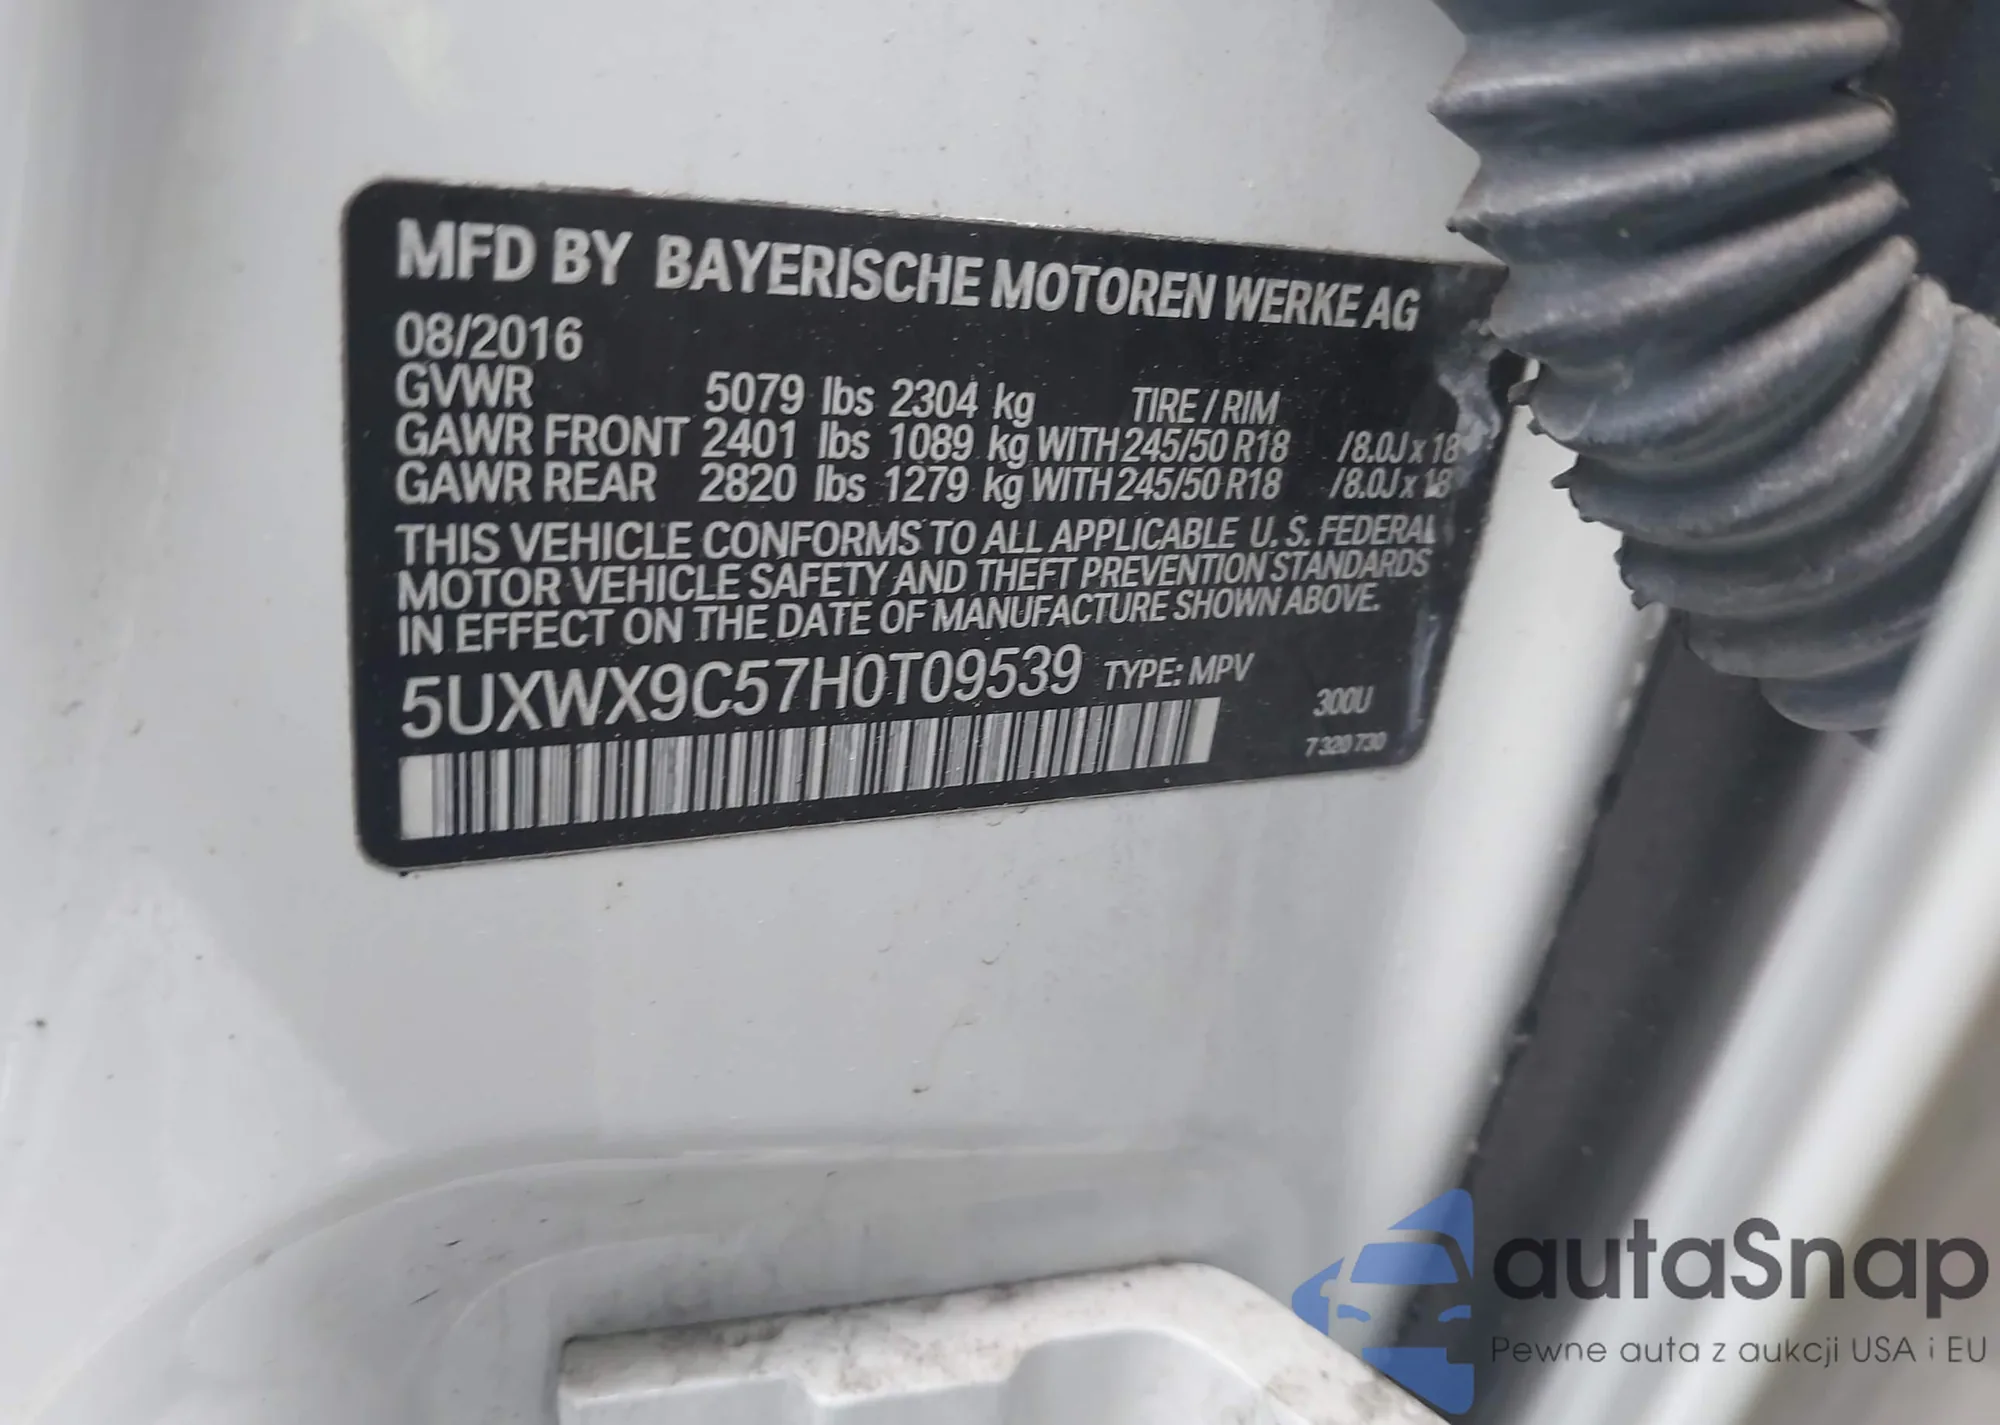 MFD BY BAYERISCHE MOTOREN WERKE AG
08/2016
GVWR 5079 lbs 2304 kg TIRE / RIM
GAWR FRONT 2401 lbs 1089 kg WITH 245/50 R18 /8.0J x 18
GAWR REAR 2820 lbs 1279 kg WITH 245/50 R18 /8.0J x 18
THIS VEHICLE CONFORMS TO ALL APPLICABLE U. S. FEDERAL
MOTOR VEHICLE SAFETY AND THEFT PREVENTION STANDARDS
IN EFFECT ON THE DATE OF MANUFACTURE SHOWN ABOVE.
5UXWX9C57H0T09539 TYPE: MPV
300U
7 320 730
autaSnap
Pewne auta z aukcji USA i EU